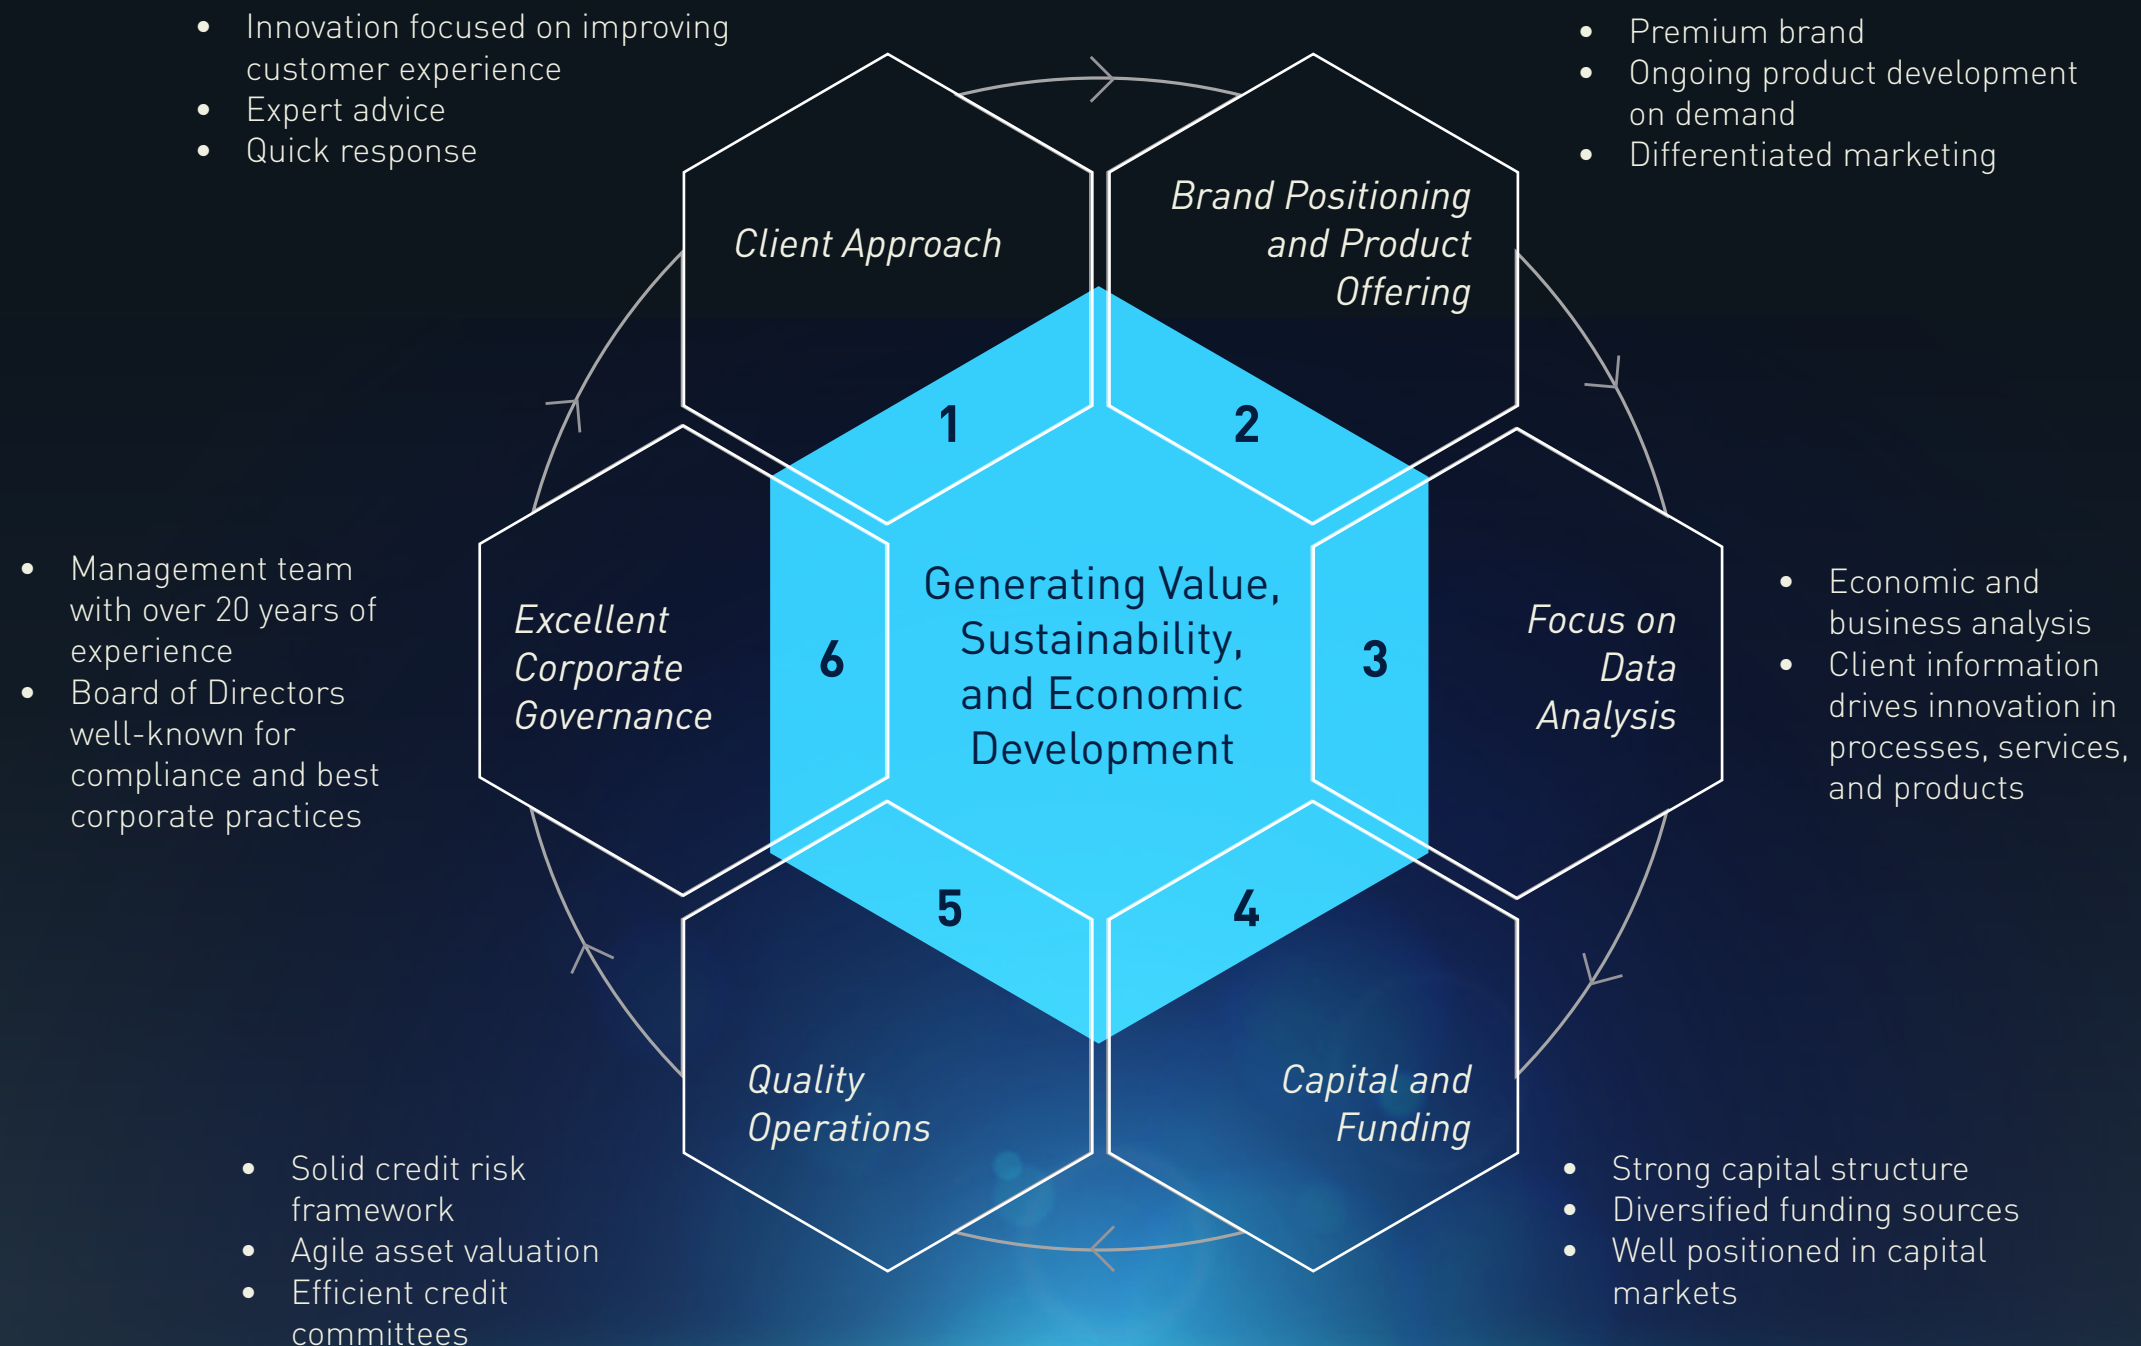 • Innovation focused on improving
customer experience
• Expert advice
• Quick response
• Premium brand
• Ongoing product development
on demand
• Differentiated marketing
Client Approach
Brand Positioning
and Product
Offering
1
2
• Management team
with over 20 years of
experience
• Board of Directors
well-known for
compliance and best
corporate practices
Excellent
Corporate
Governance
6
Generating Value,
Sustainability,
and Economic
Development
3
Focus on
Data
Analysis
• Economic and
business analysis
• Client information
drives innovation in
processes, services,
and products
5
4
Quality
Operations
Capital and
Funding
• Solid credit risk
framework
• Agile asset valuation
• Efficient credit
committees
• Strong capital structure
• Diversified funding sources
• Well positioned in capital
markets